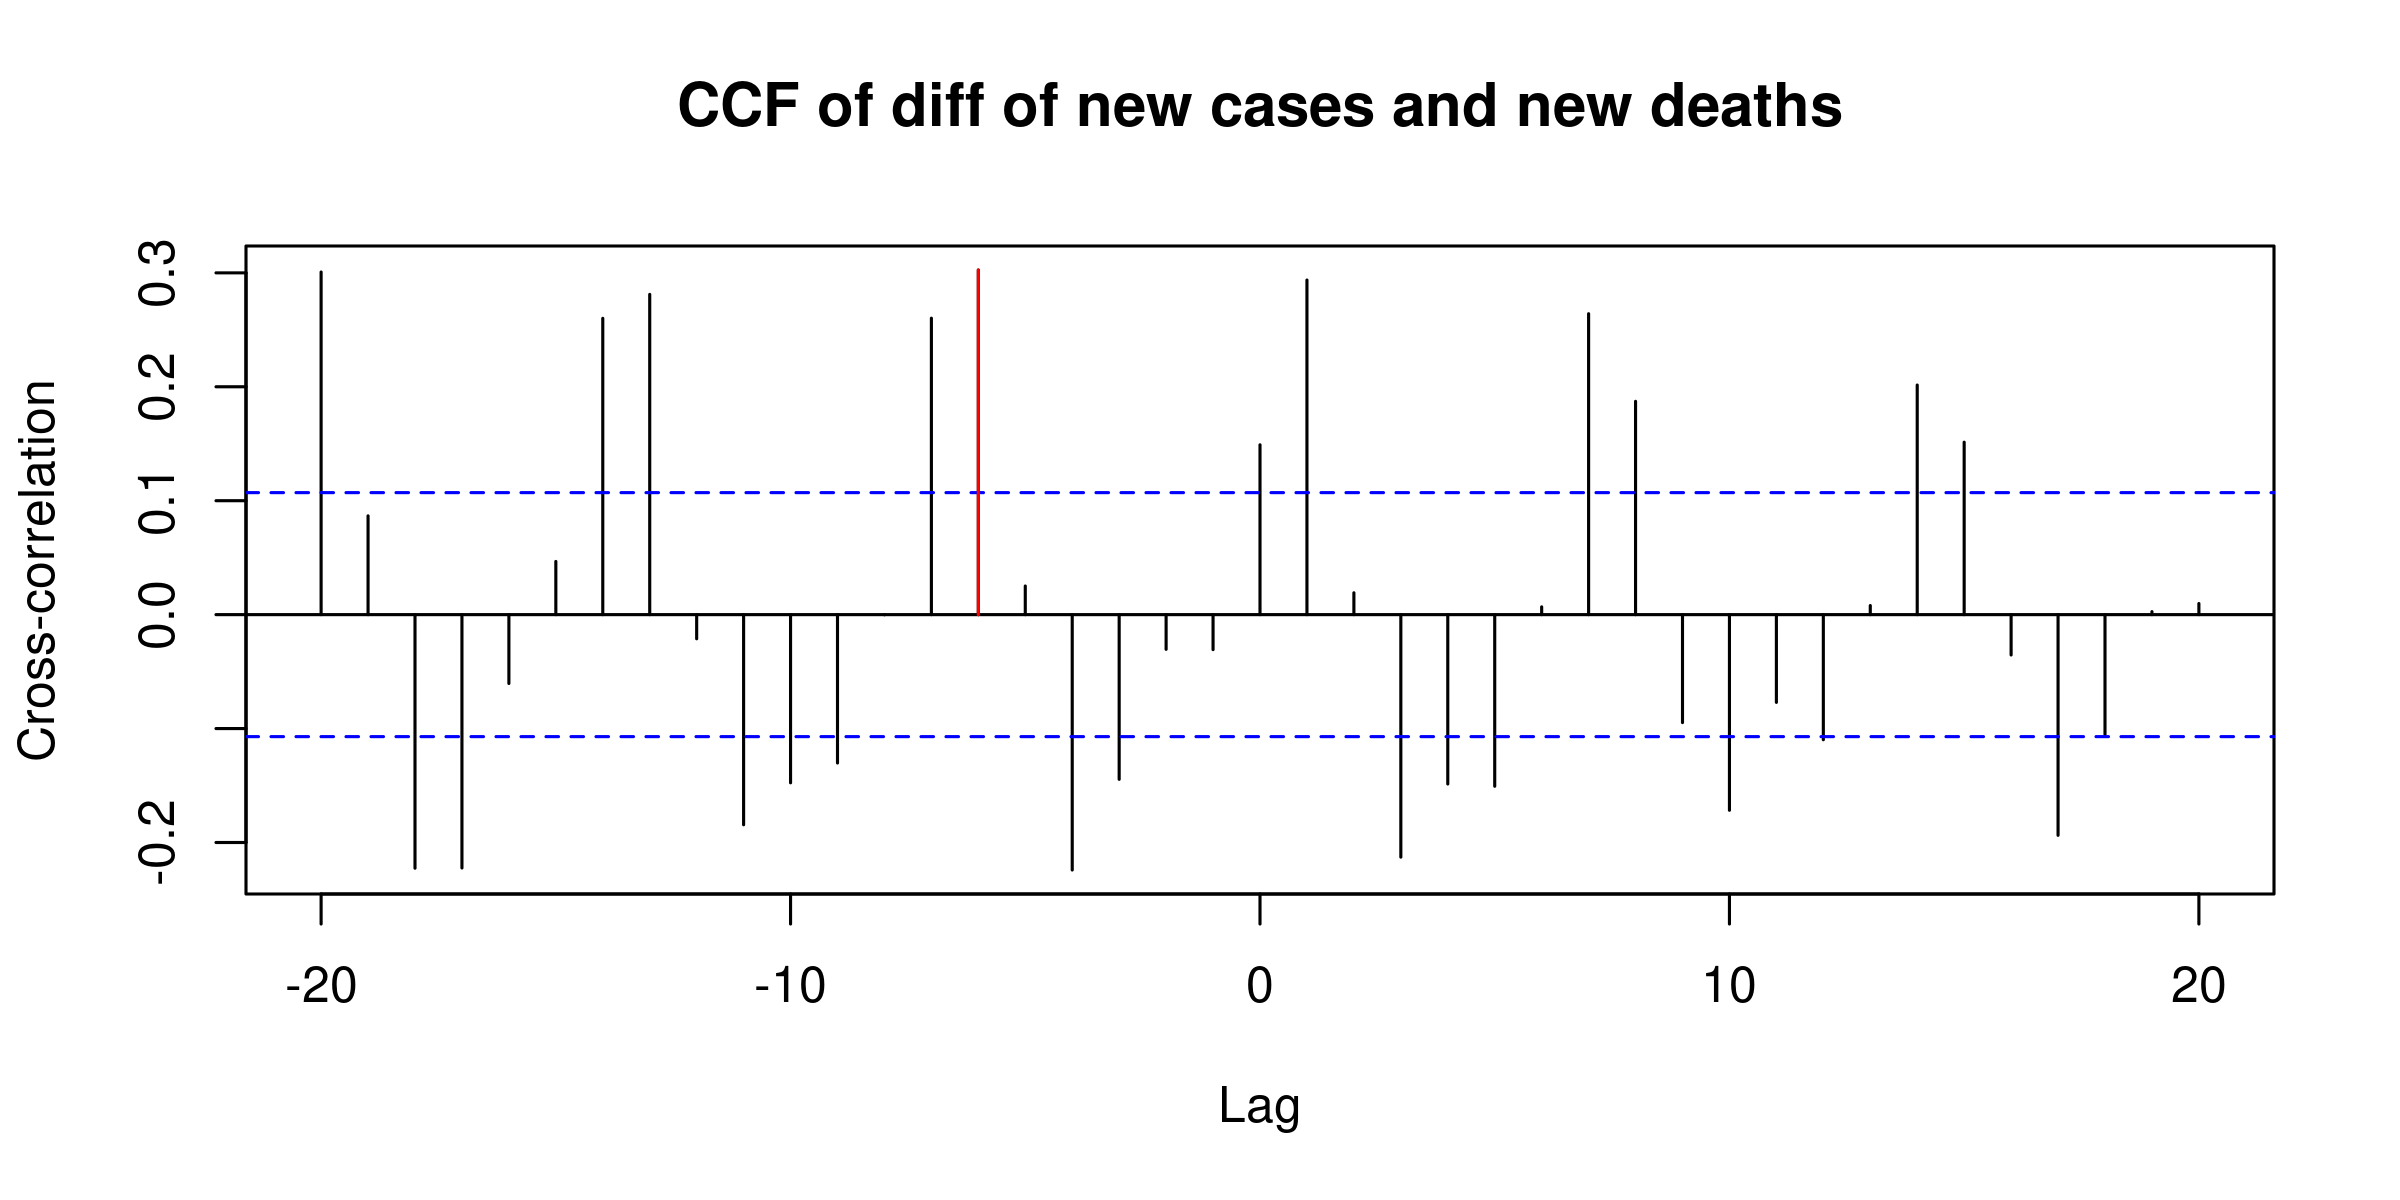 CCF of diff of new cases and new deaths
Cross-correlation
0.3
0.2
0.1
0.0
-0.2
-20 -10 0 10 20
Lag